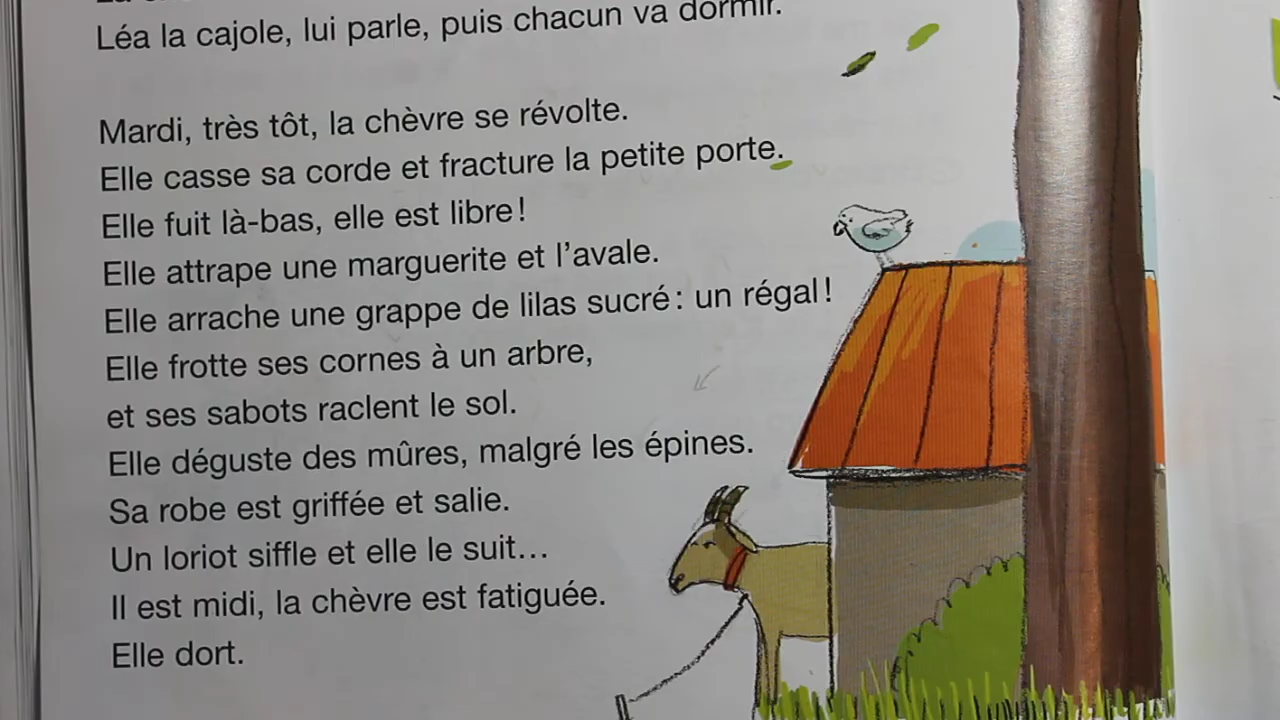 Léa la cajole, lui parle, puis chacun va dormir.
Mardi, très tôt, la chèvre se révolte.
Elle casse sa corde et fracture la petite porte.
Elle fuit là-bas, elle est libre !
Elle attrape une marguerite et l'avale.
Elle arrache une grappe de lilas sucré : un régal !
Elle frotte ses cornes à un arbre,
et ses sabots raclent le sol.
Elle déguste des mûres, malgré les épines.
Sa robe est griffée et salie.
Un loriot siffle et elle le suit…
Il est midi, la chèvre est fatiguée.
Elle dort.